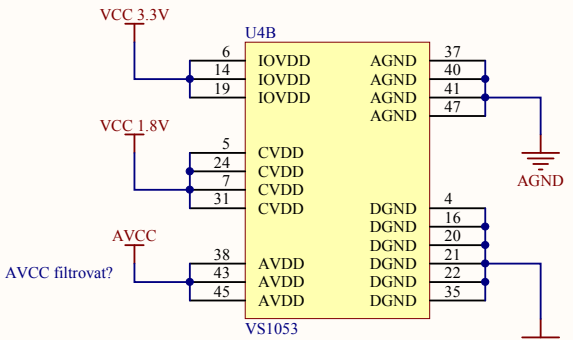 VCC 3.3V
U4B
6 IOVDD AGND 37
14 IOVDD AGND 40
19 IOVDD AGND 41
AGND 47
VCC 1.8V
5 CVDD
24 CVDD
7 CVDD
31 CVDD
AGND
DGND 4
DGND 16
AVCC
DGND 20
38 AVDD DGND 21
AVCC filtrovat?
43 AVDD DGND 22
45 AVDD DGND 35
VS1053